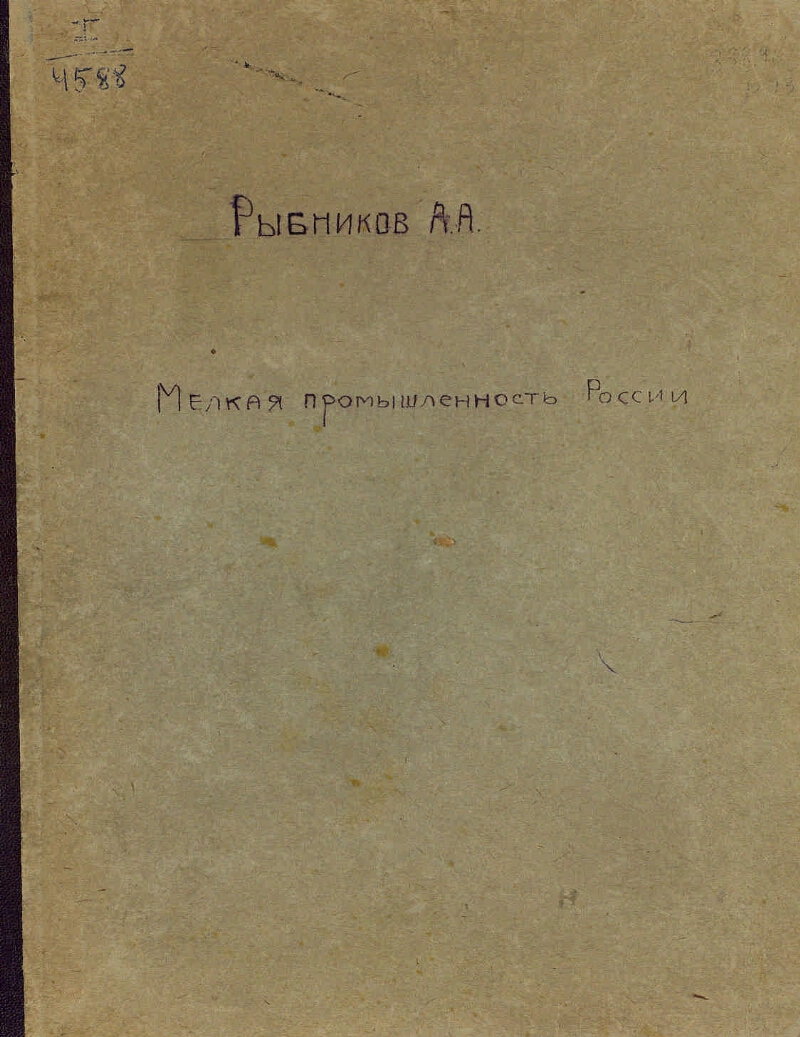 I
4588
Рыбников А.А.
Мелкая промышленность России